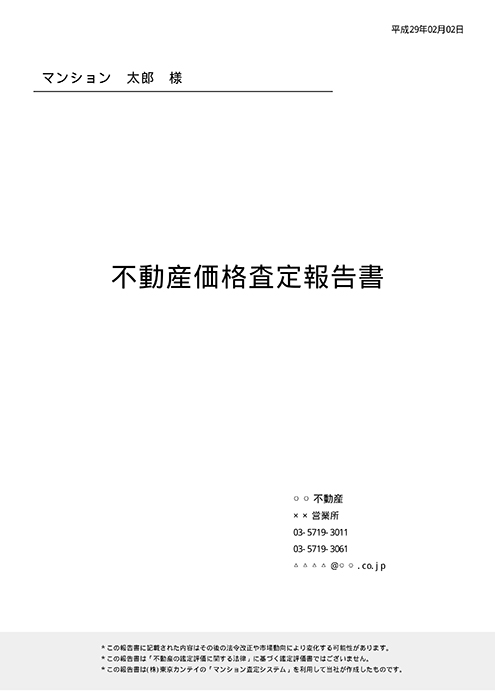 平成29年02月02日
マンション　太郎　様
不動産価格査定報告書
○○不動産
××営業所
03-5719-3011
03-5719-3061
△△△△@○○.co.jp
*この報告書に記載された内容はその後の法令改正や市場動向により変化する可能性があります。
*この報告書は「不動産の鑑定評価に関する法律」に基づく鑑定評価書ではございません。
*この報告書は(株)東京カンテイの「マンション査定システム」を利用して当社が作成したものです。